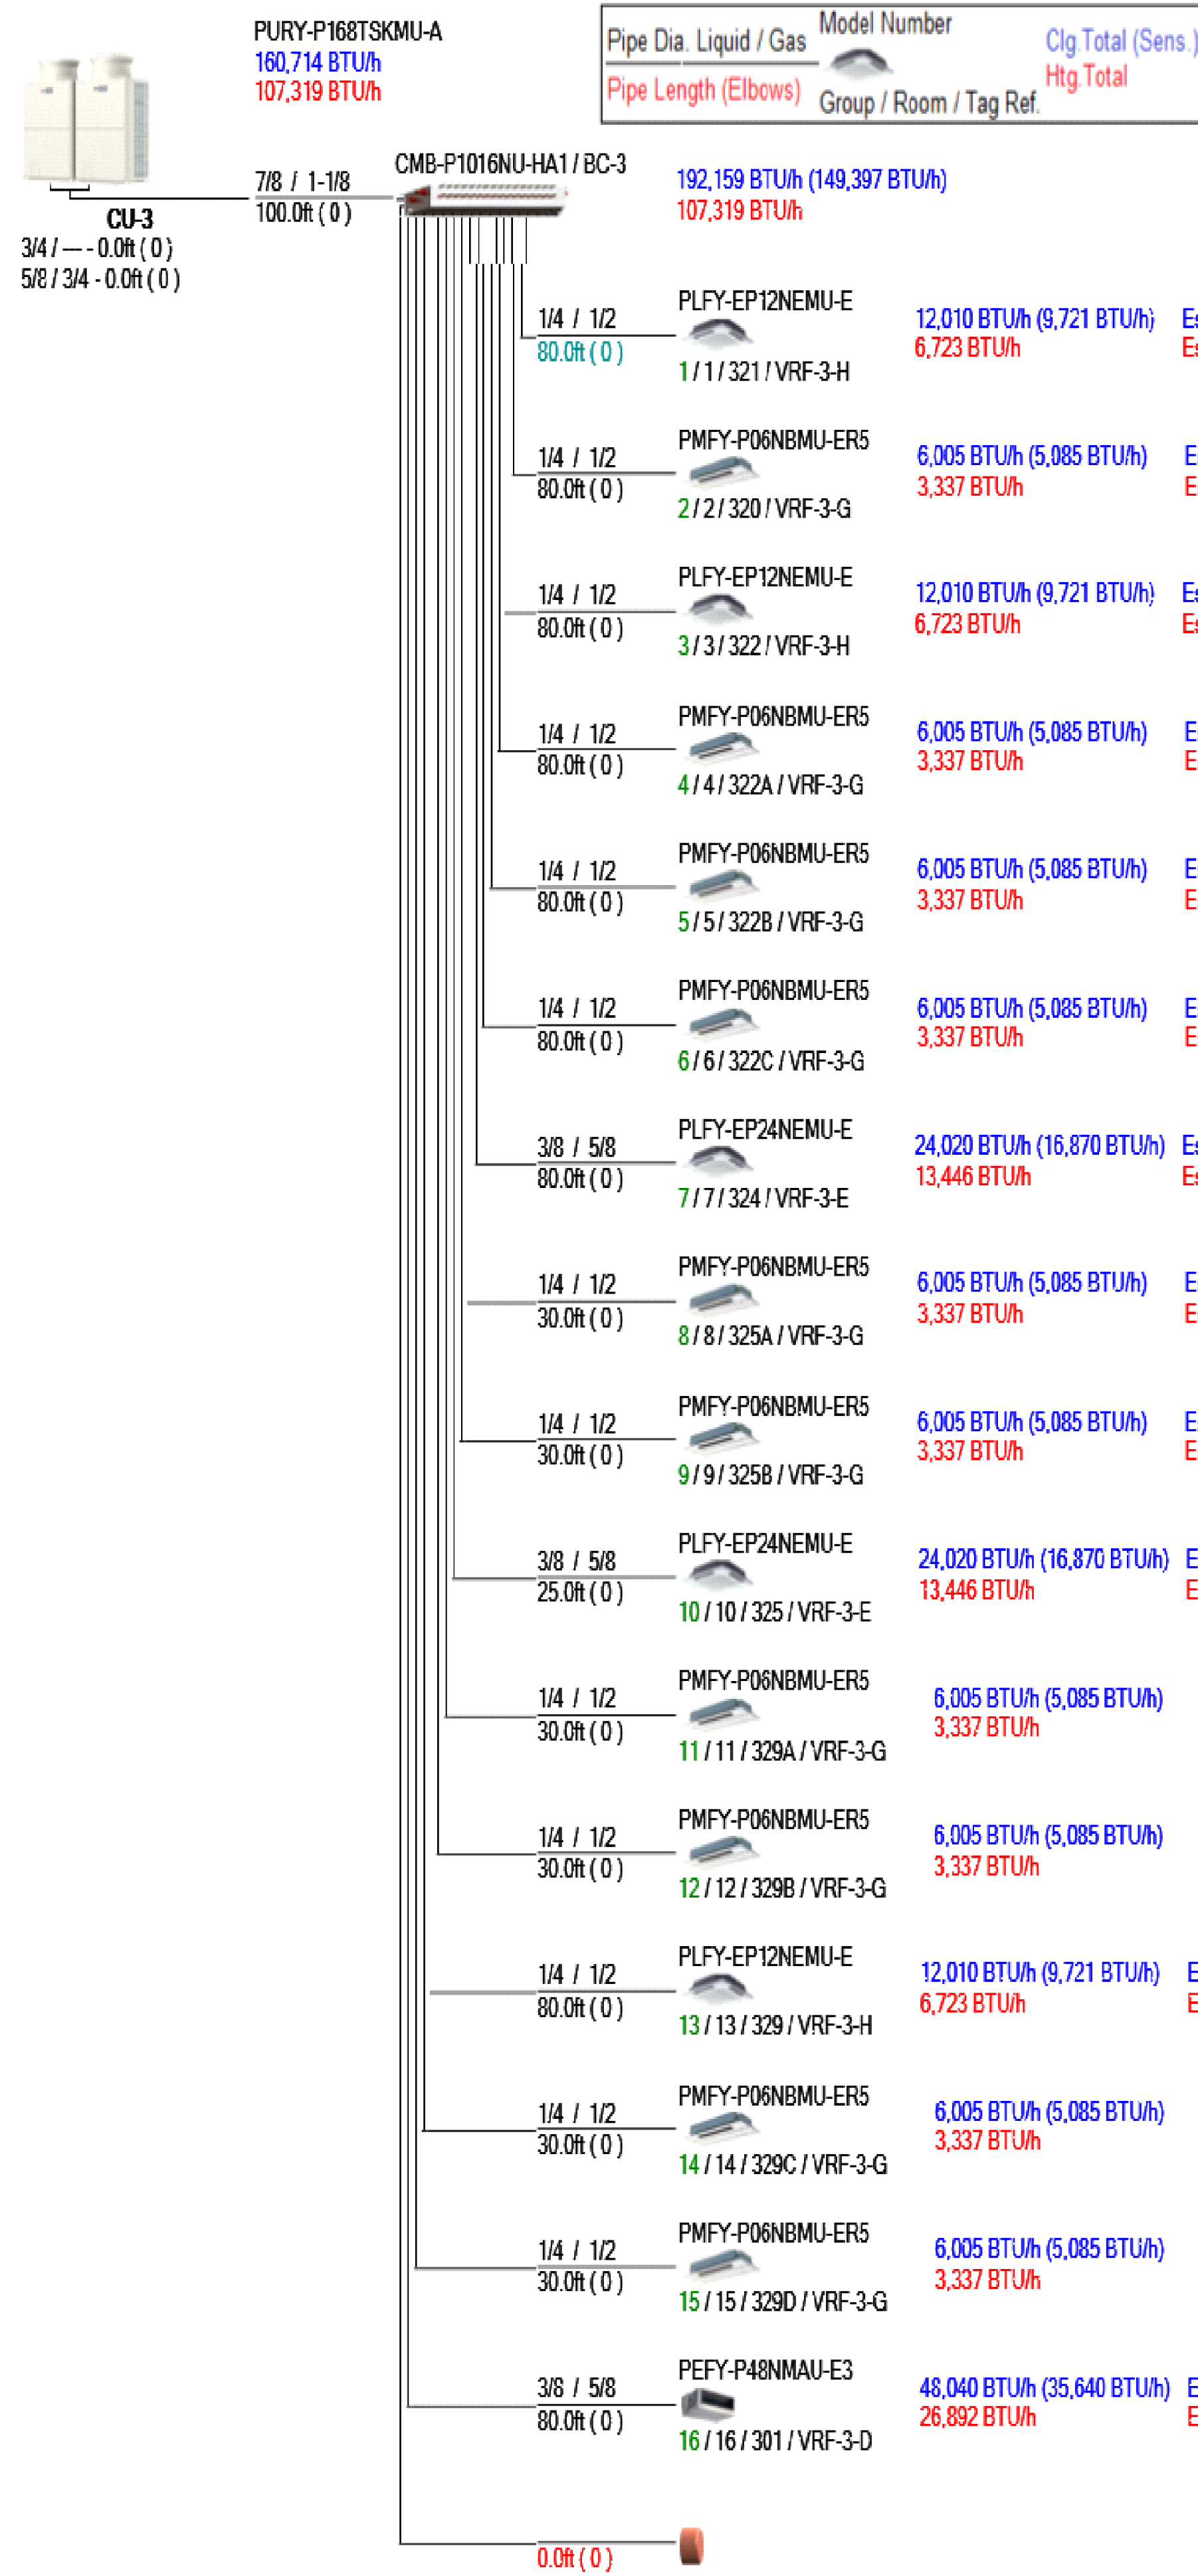 PURY-P168TSKMU-A
160,714 BTU/h
107,319 BTU/h
Pipe Dia. Liquid / Gas
Pipe Length (Elbows)
Model Number
Group / Room / Tag Ref.
Clg.Total (Sens.)
Htg.Total
CU-3
3/4 / --- - 0.0ft ( 0 )
5/8 / 3/4 - 0.0ft ( 0 )
7/8 / 1-1/8
100.0ft ( 0 )
CMB-P1016NU-HA1 / BC-3
192,159 BTU/h (149,397 BTU/h)
107,319 BTU/h
1/4 / 1/2
80.0ft ( 0 )
PLFY-EP12NEMU-E
1 / 1 / 321 / VRF-3-H
12,010 BTU/h (9,721 BTU/h)
6,723 BTU/h
1/4 / 1/2
80.0ft ( 0 )
PMFY-P06NBMU-ER5
2 / 2 / 320 / VRF-3-G
6,005 BTU/h (5,085 BTU/h)
3,337 BTU/h
1/4 / 1/2
80.0ft ( 0 )
PLFY-EP12NEMU-E
3 / 3 / 322 / VRF-3-H
12,010 BTU/h (9,721 BTU/h)
6,723 BTU/h
1/4 / 1/2
80.0ft ( 0 )
PMFY-P06NBMU-ER5
4 / 4 / 322A / VRF-3-G
6,005 BTU/h (5,085 BTU/h)
3,337 BTU/h
1/4 / 1/2
80.0ft ( 0 )
PMFY-P06NBMU-ER5
5 / 5 / 322B / VRF-3-G
6,005 BTU/h (5,085 BTU/h)
3,337 BTU/h
1/4 / 1/2
80.0ft ( 0 )
PMFY-P06NBMU-ER5
6 / 6 / 322C / VRF-3-G
6,005 BTU/h (5,085 BTU/h)
3,337 BTU/h
3/8 / 5/8
80.0ft ( 0 )
PLFY-EP24NEMU-E
7 / 7 / 324 / VRF-3-E
24,020 BTU/h (16,870 BTU/h)
13,446 BTU/h
1/4 / 1/2
30.0ft ( 0 )
PMFY-P06NBMU-ER5
8 / 8 / 325A / VRF-3-G
6,005 BTU/h (5,085 BTU/h)
3,337 BTU/h
1/4 / 1/2
30.0ft ( 0 )
PMFY-P06NBMU-ER5
9 / 9 / 325B / VRF-3-G
6,005 BTU/h (5,085 BTU/h)
3,337 BTU/h
3/8 / 5/8
25.0ft ( 0 )
PLFY-EP24NEMU-E
10 / 10 / 325 / VRF-3-E
24,020 BTU/h (16,870 BTU/h)
13,446 BTU/h
1/4 / 1/2
30.0ft ( 0 )
PMFY-P06NBMU-ER5
11 / 11 / 329A / VRF-3-G
6,005 BTU/h (5,085 BTU/h)
3,337 BTU/h
1/4 / 1/2
30.0ft ( 0 )
PMFY-P06NBMU-ER5
12 / 12 / 329B / VRF-3-G
6,005 BTU/h (5,085 BTU/h)
3,337 BTU/h
1/4 / 1/2
80.0ft ( 0 )
PLFY-EP12NEMU-E
13 / 13 / 329 / VRF-3-H
12,010 BTU/h (9,721 BTU/h)
6,723 BTU/h
1/4 / 1/2
30.0ft ( 0 )
PMFY-P06NBMU-ER5
14 / 14 / 329C / VRF-3-G
6,005 BTU/h (5,085 BTU/h)
3,337 BTU/h
1/4 / 1/2
30.0ft ( 0 )
PMFY-P06NBMU-ER5
15 / 15 / 329D / VRF-3-G
6,005 BTU/h (5,085 BTU/h)
3,337 BTU/h
3/8 / 5/8
80.0ft ( 0 )
PEFY-P48NMAU-E3
16 / 16 / 301 / VRF-3-D
48,040 BTU/h (35,640 BTU/h)
26,892 BTU/h
0.0ft ( 0 )